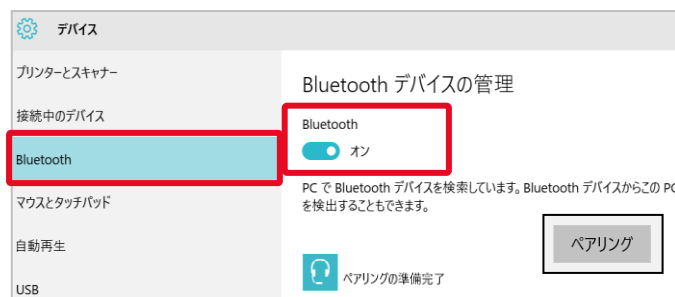 デバイス
プリンターとスキャナー
接続中のデバイス
Bluetooth
マウスとタッチパッド
自動再生
USB
Bluetooth デバイスの管理
Bluetooth
オン
PC で Bluetooth デバイスを検索しています。Bluetooth デバイスからこの PC
を検出することもできます。
ペアリング
ペアリングの準備完了